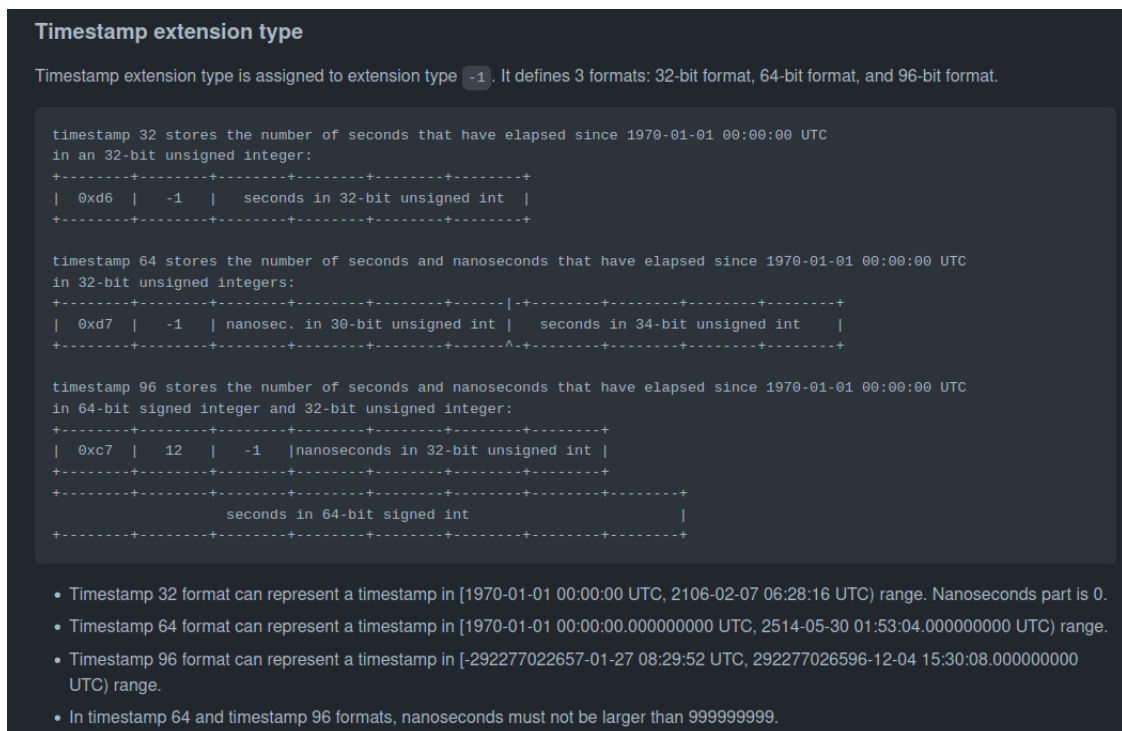 Timestamp extension type
Timestamp extension type is assigned to extension type -1. It defines 3 formats: 32-bit format, 64-bit format, and 96-bit format.
timestamp 32 stores the number of seconds that have elapsed since 1970-01-01 00:00:00 UTC
in an 32-bit unsigned integer:
+--------+--------+--------+--------+--------+--------+
|  0xd6  |   -1   |   seconds in 32-bit unsigned int  |
+--------+--------+--------+--------+--------+--------+
timestamp 64 stores the number of seconds and nanoseconds that have elapsed since 1970-01-01 00:00:00 UTC
in 32-bit unsigned integers:
+--------+--------+--------+--------+--------+------|-+--------+--------+--------+--------+
|  0xd7  |   -1   | nanosec. in 30-bit unsigned int |   seconds in 34-bit unsigned int    |
+--------+--------+--------+--------+--------+------^-+--------+--------+--------+--------+
timestamp 96 stores the number of seconds and nanoseconds that have elapsed since 1970-01-01 00:00:00 UTC
in 64-bit signed integer and 32-bit unsigned integer:
+--------+--------+--------+--------+--------+--------+--------+
|  0xc7  |   12   |   -1   |nanoseconds in 32-bit unsigned int |
+--------+--------+--------+--------+--------+--------+--------+
+--------+--------+--------+--------+--------+--------+--------+--------+
                    seconds in 64-bit signed int                        |
+--------+--------+--------+--------+--------+--------+--------+--------+
• Timestamp 32 format can represent a timestamp in [1970-01-01 00:00:00 UTC, 2106-02-07 06:28:16 UTC) range. Nanoseconds part is 0.
• Timestamp 64 format can represent a timestamp in [1970-01-01 00:00:00.000000000 UTC, 2514-05-30 01:53:04.000000000 UTC) range.
• Timestamp 96 format can represent a timestamp in [-292277022657-01-27 08:29:52 UTC, 292277026596-12-04 15:30:08.000000000
UTC) range.
• In timestamp 64 and timestamp 96 formats, nanoseconds must not be larger than 999999999.